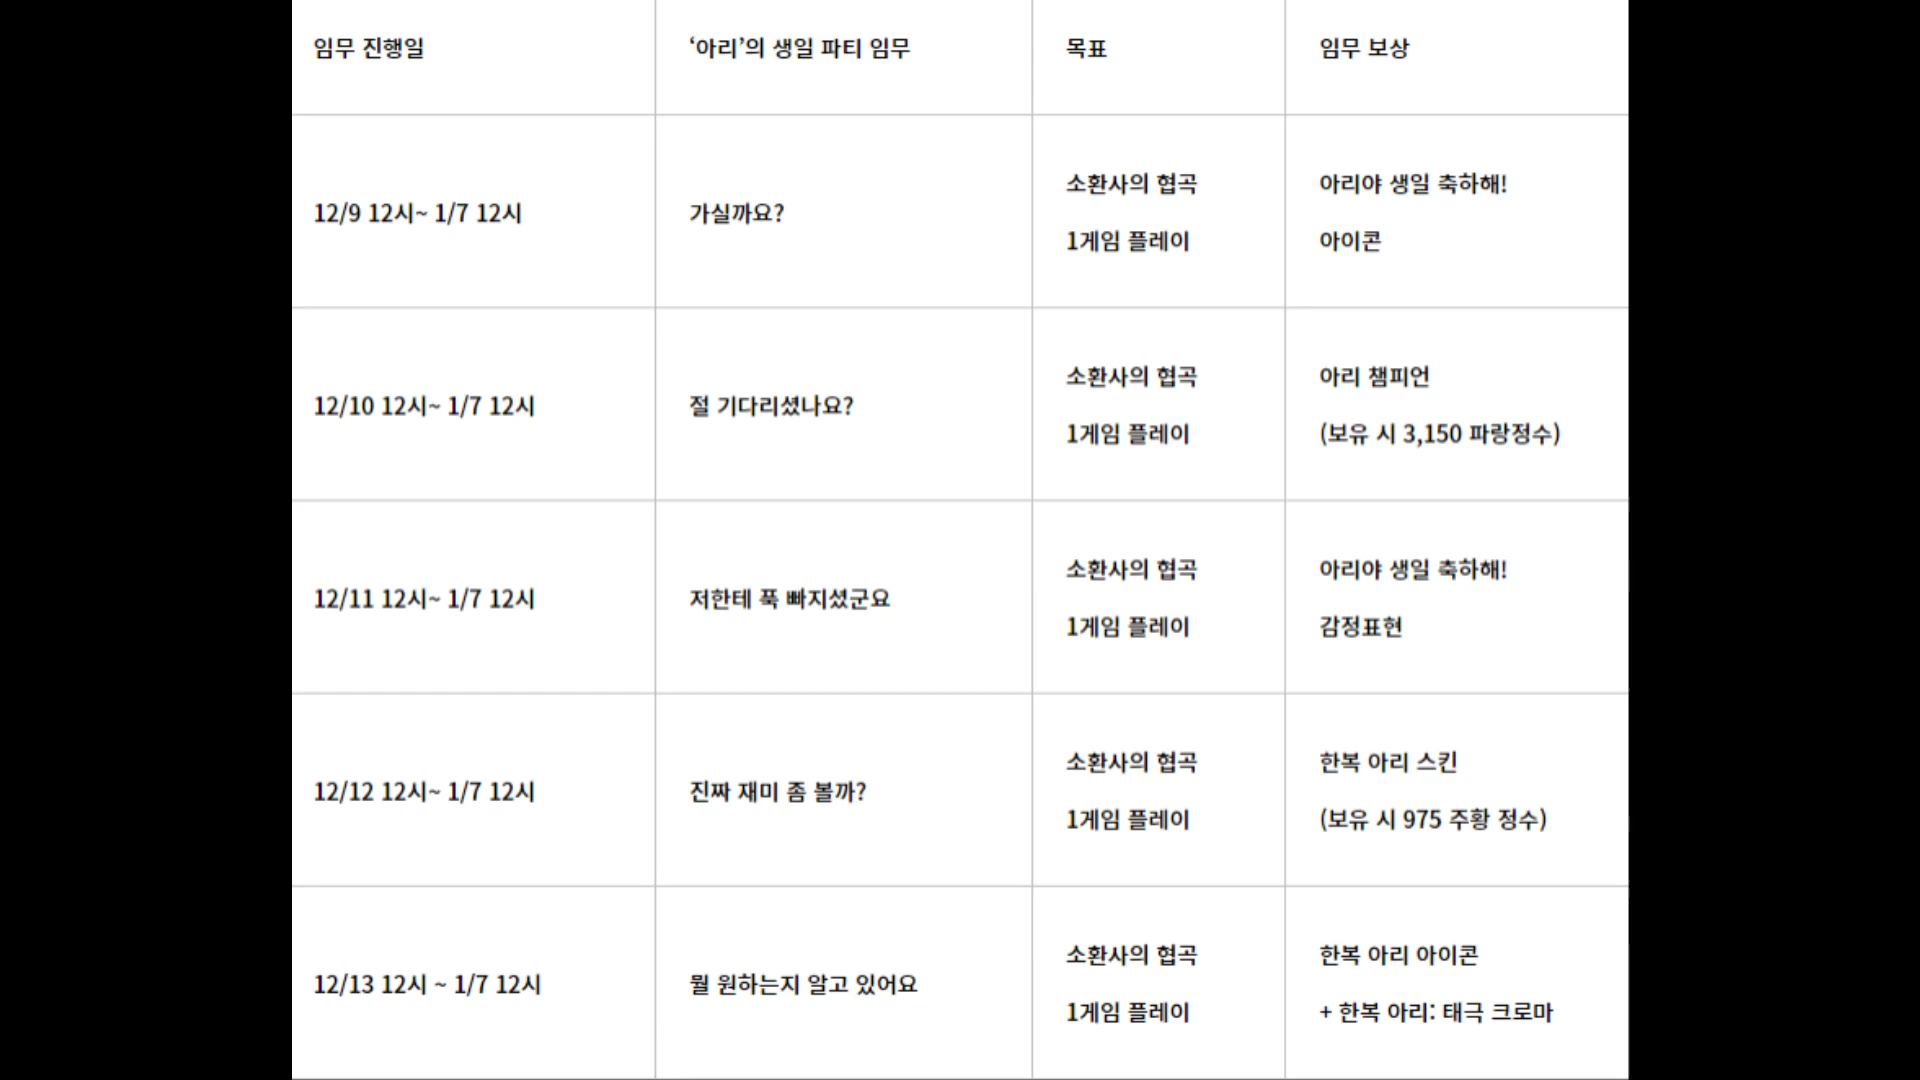 임무 진행일 ‘아리’의 생일 파티 임무 목표 임무 보상
12/9 12시~ 1/7 12시
가실까요?
소환사의 협곡
1게임 플레이
아리야 생일 축하해!
아이콘
12/10 12시~ 1/7 12시
절 기다리셨나요?
소환사의 협곡
1게임 플레이
아리 챔피언
(보유 시 3,150 파랑정수)
12/11 12시~ 1/7 12시
저한테 푹 빠지셨군요
소환사의 협곡
1게임 플레이
아리야 생일 축하해!
감정표현
12/12 12시~ 1/7 12시
진짜 재미 좀 볼까?
소환사의 협곡
1게임 플레이
한복 아리 스킨
(보유 시 975 주황 정수)
12/13 12시 ~ 1/7 12시
뭘 원하는지 알고 있어요
소환사의 협곡
1게임 플레이
한복 아리 아이콘
+ 한복 아리: 태극 크로마